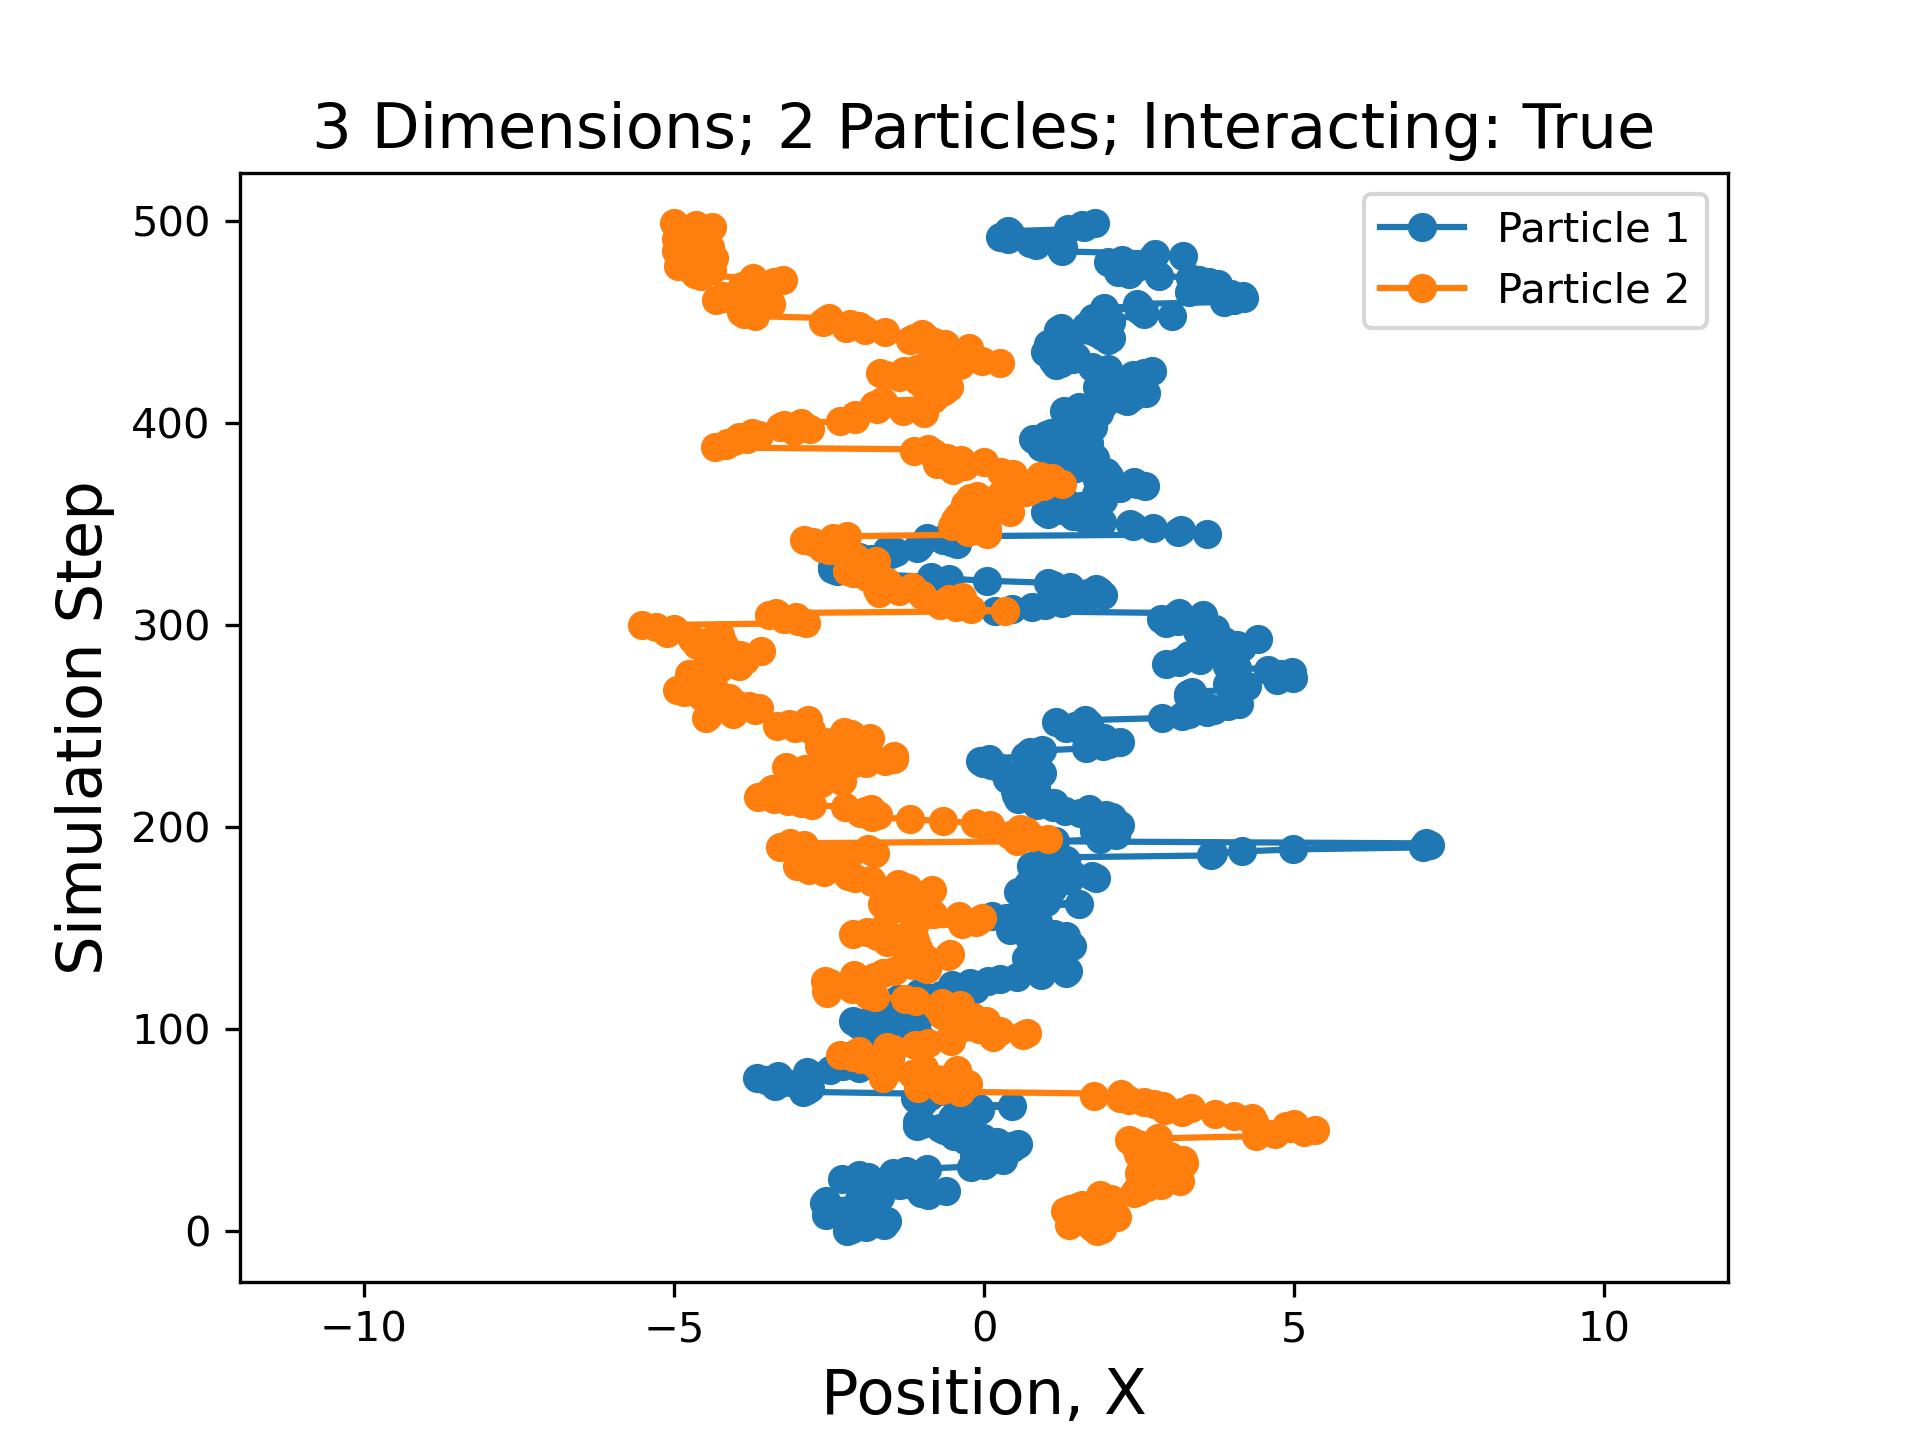 3 Dimensions; 2 Particles; Interacting: True
Particle 1
Particle 2
Simulation Step
500
400
300
200
100
0
−10
−5
0
5
10
Position, X